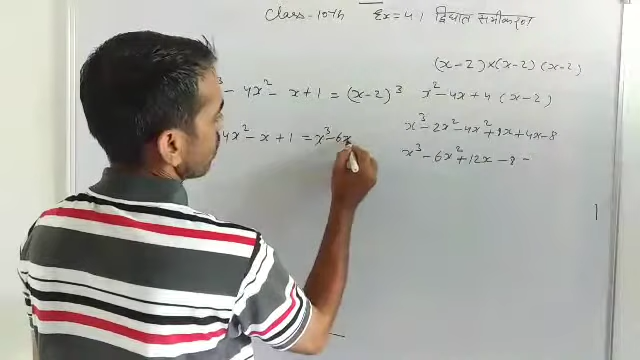 Class-10th Ex=4.1 द्विघात समीकरण
(x-2)×(x-2)(x-2)
3 - 4x² - x + 1 = (x-2)³ x² - 4x + 4 (x-2)
x³ - 2x² - 4x² + 8x + 4x - 8
4x² - x + 1 = x³ - 6x
x³ - 6x² + 12x - 8 -